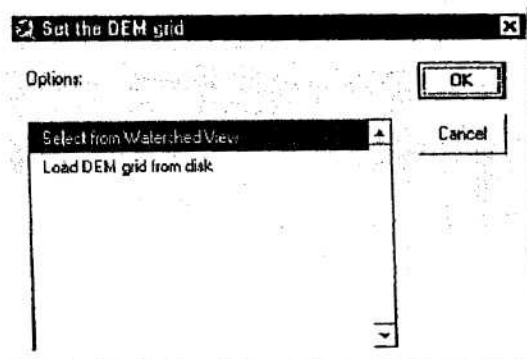 Set the DEM grid
Options:
OK
Select from Watershed View
Cancel
Load DEM grid from disk